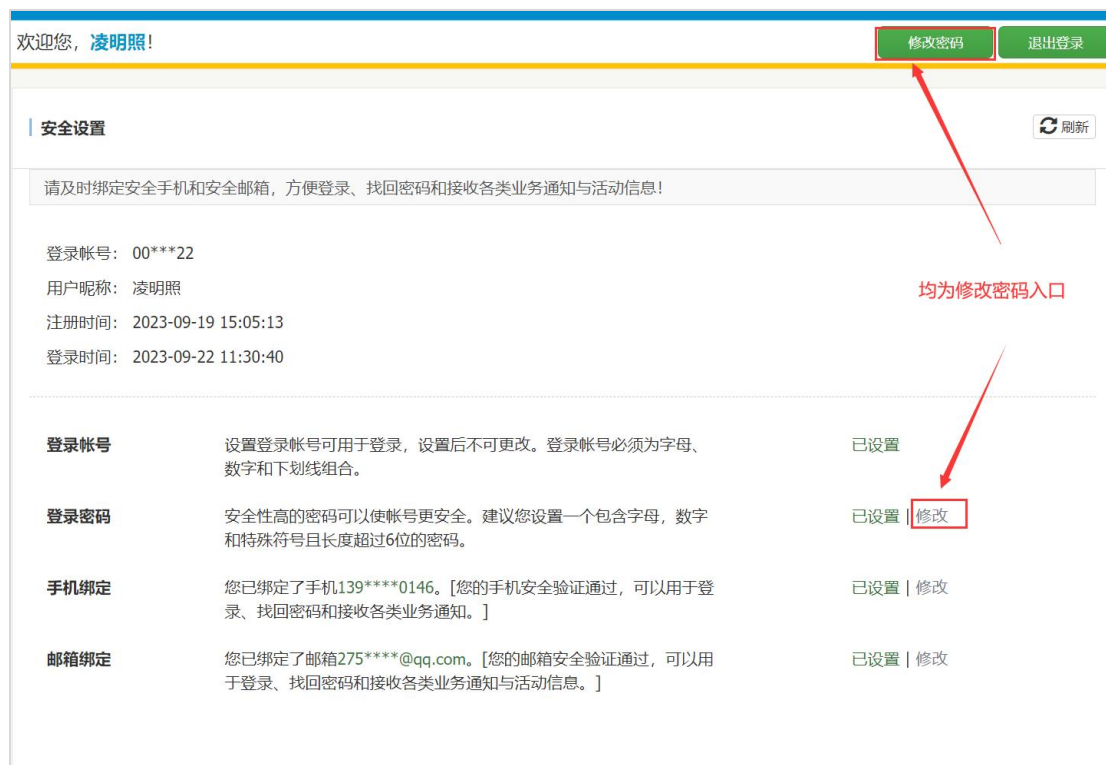 欢迎您，凌明照！
修改密码
退出登录
安全设置
刷新
请及时绑定安全手机和安全邮箱，方便登录、找回密码和接收各类业务通知与活动信息！
登录帐号： 00***22
用户昵称： 凌明照
注册时间： 2023-09-19 15:05:13
登录时间： 2023-09-22 11:30:40
均为修改密码入口
登录帐号 设置登录帐号可用于登录，设置后不可更改。登录帐号必须为字母、 已设置
数字和下划线组合。
登录密码 安全性高的密码可以使帐号更安全。建议您设置一个包含字母，数字 已设置 | 修改
和特殊符号且长度超过6位的密码。
手机绑定 您已绑定了手机139****0146。[您的手机安全验证通过，可以用于登 已设置 | 修改
录、找回密码和接收各类业务通知。]
邮箱绑定 您已绑定了邮箱275****@qq.com。[您的邮箱安全验证通过，可以用 已设置 | 修改
于登录、找回密码和接收各类业务通知与活动信息。]